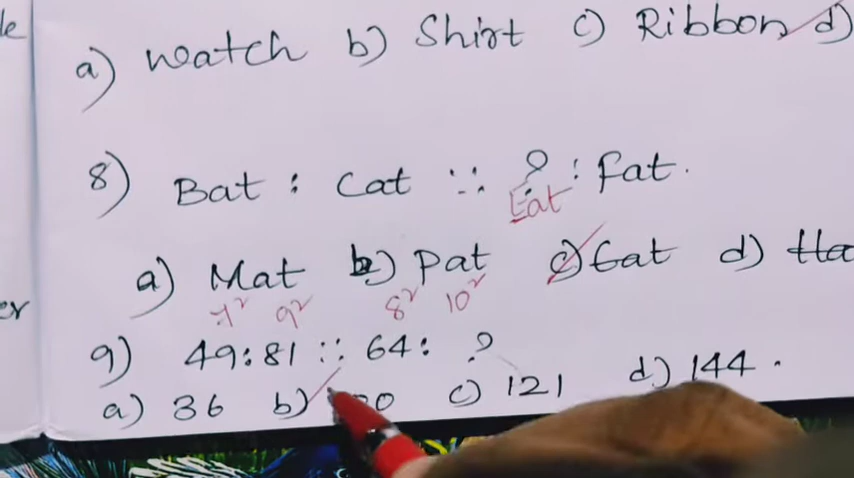 a) Watch b) Shirt c) Ribbon d)
8) Bat : Cat :: ? : Fat.
Eat
a) Mat b) Pat c) Eat d)
7² 9² 8² 10²
9) 49:81 :: 64: ?
a) 36 b) c) 121 d) 144.